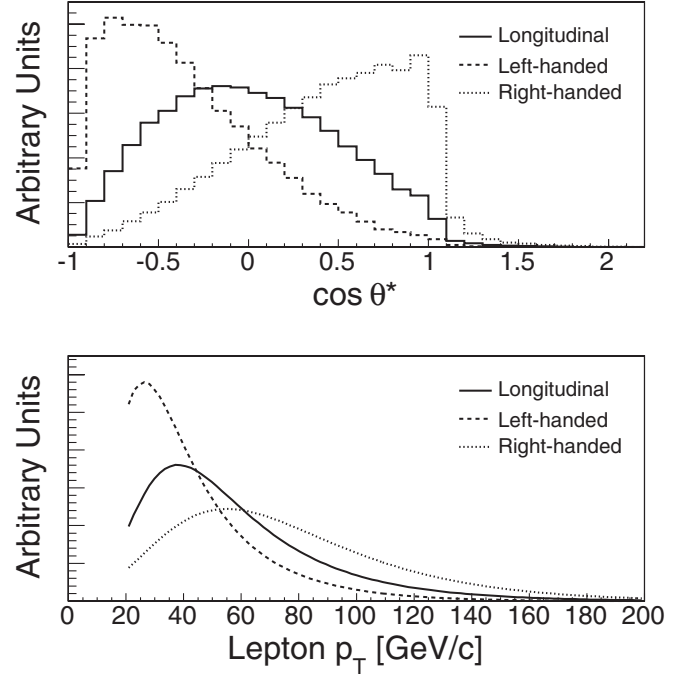 Arbitrary Units
Longitudinal
Left-handed
Right-handed
-1 -0.5 0 0.5 1 1.5 2
cos θ*
Arbitrary Units
Longitudinal
Left-handed
Right-handed
0 20 40 60 80 100 120 140 160 180 200
Lepton p_T [GeV/c]